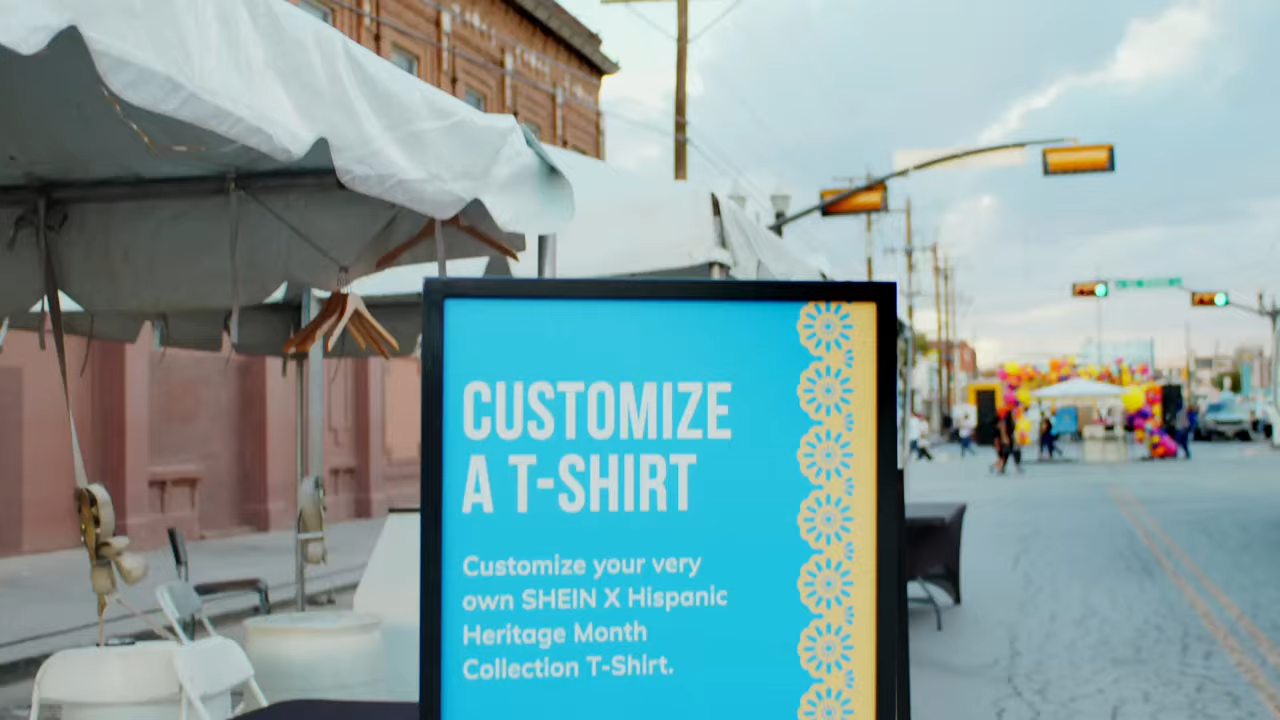 CUSTOMIZE
A T-SHIRT
Customize your very
own SHEIN X Hispanic
Heritage Month
Collection T-Shirt.